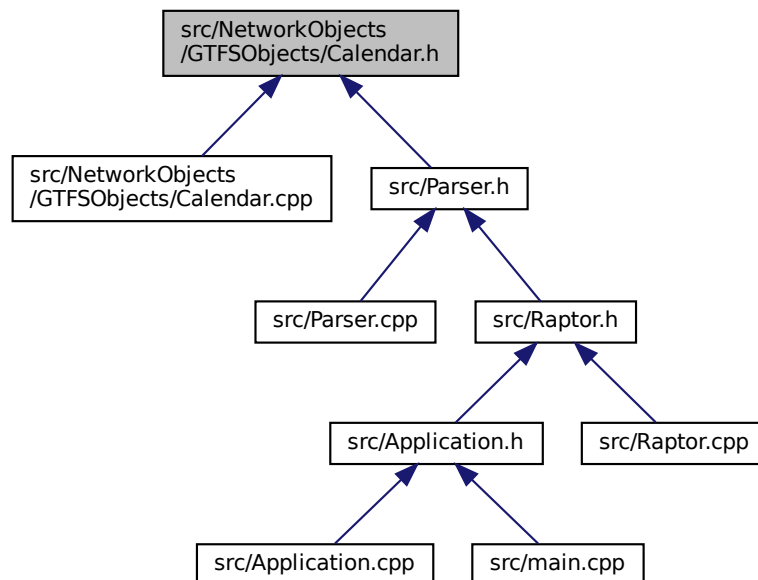 src/NetworkObjects
/GTFSObjects/Calendar.h
src/NetworkObjects
/GTFSObjects/Calendar.cpp
src/Parser.h
src/Parser.cpp
src/Raptor.h
src/Application.h
src/Raptor.cpp
src/Application.cpp
src/main.cpp